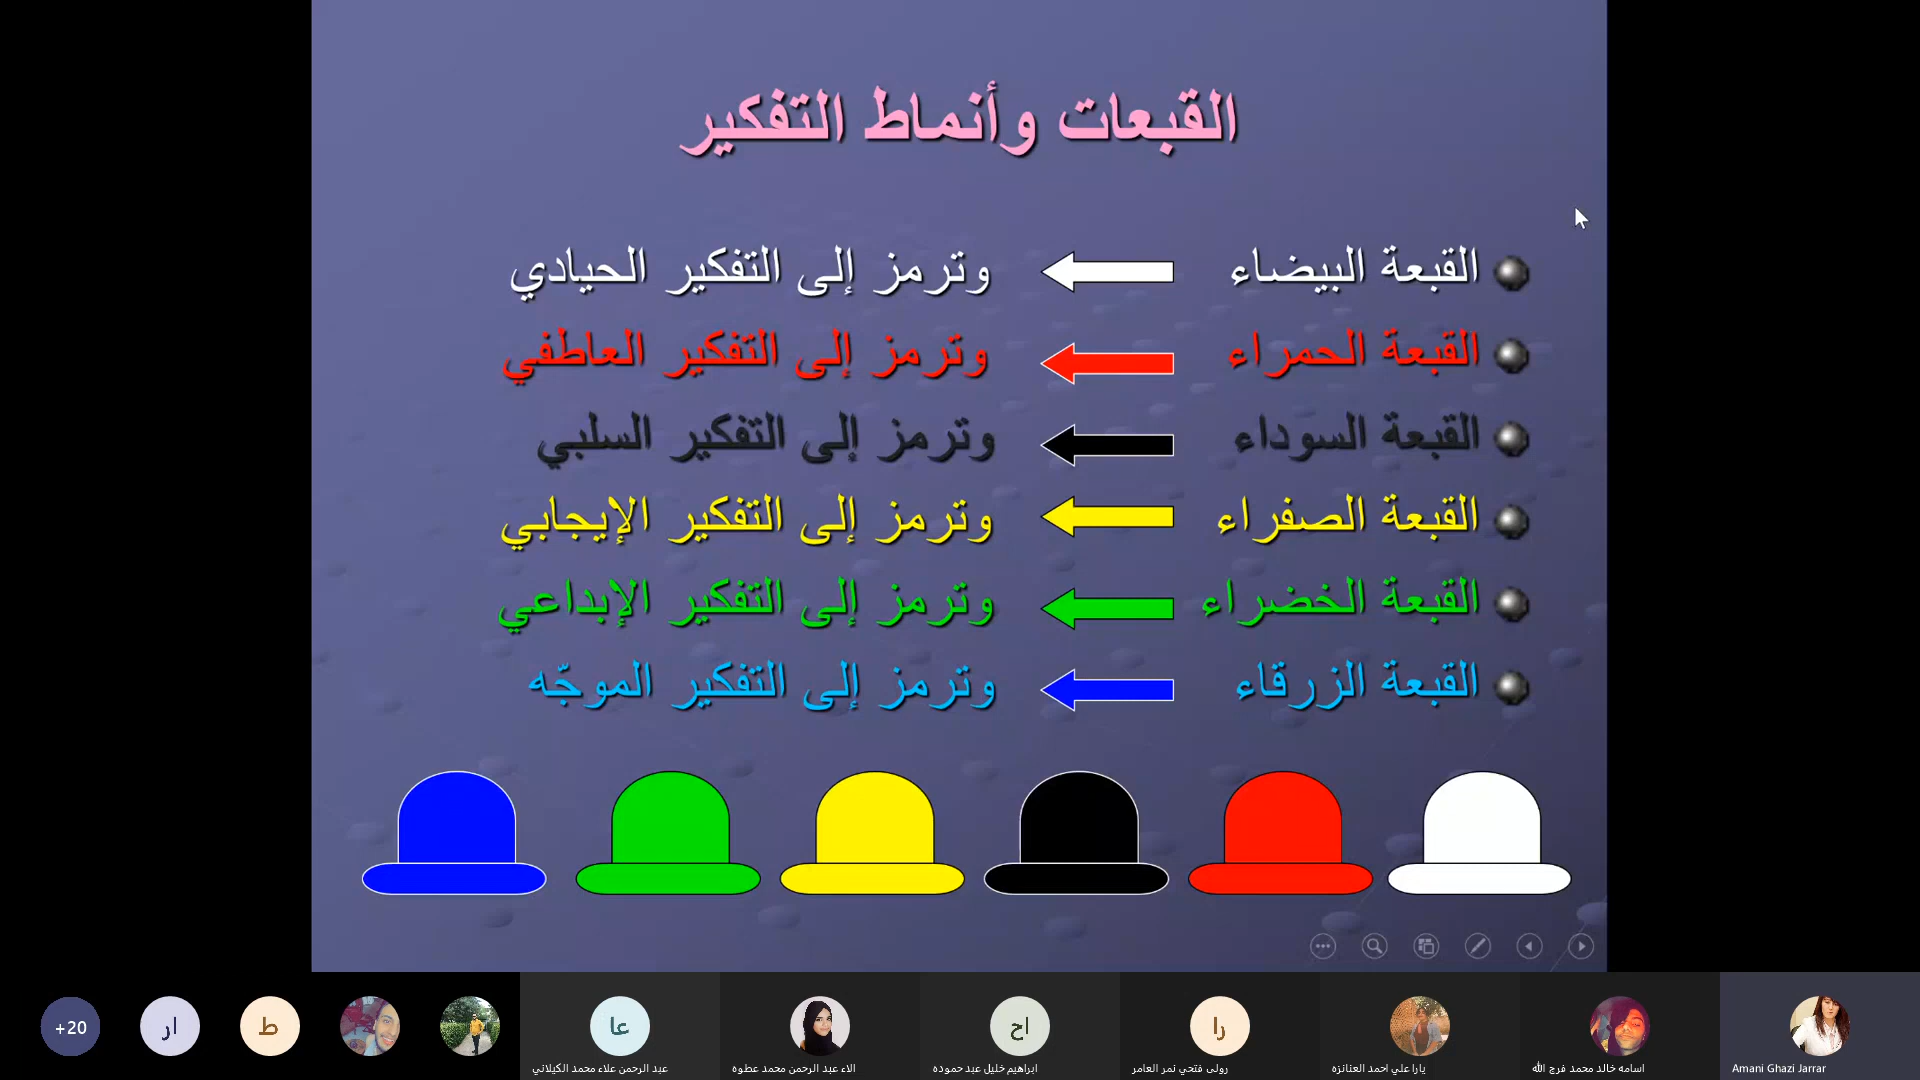 القبعات وأنماط التفكير
القبعة البيضاء وترمز إلى التفكير الحيادي
القبعة الحمراء وترمز إلى التفكير العاطفي
القبعة السوداء وترمز إلى التفكير السلبي
القبعة الصفراء وترمز إلى التفكير الإيجابي
القبعة الخضراء وترمز إلى التفكير الإبداعي
القبعة الزرقاء وترمز إلى التفكير الموجّه
+20
ار
ط
عا
اح
را
عبد الرحمن علاء محمد الكيلاني
الاء عبد الرحمن محمد عطوة
ابراهيم خليل عبد حموده
رولى فتحي نمر العامر
يارا علي احمد العنانزه
اسامه خالد محمد فرج الله
Amani Ghazi Jarrar